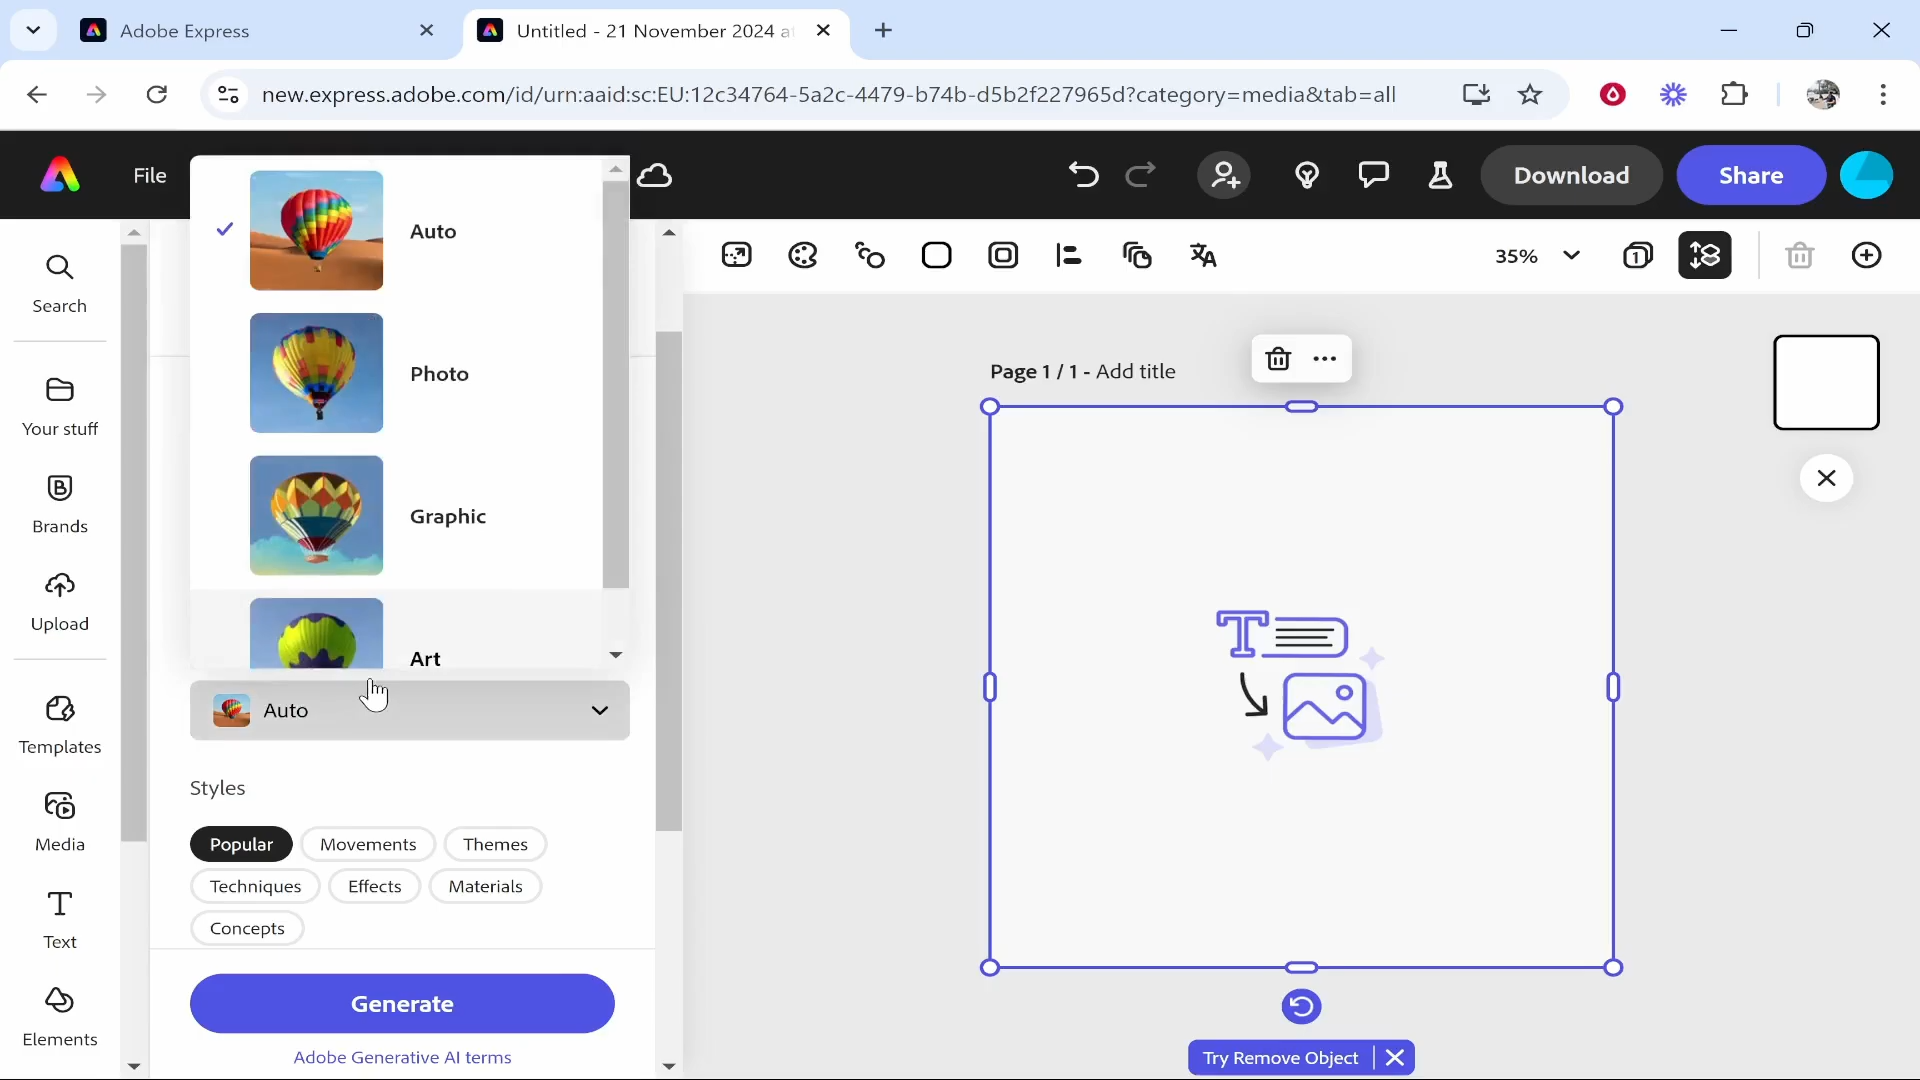 Adobe Express
Untitled - 21 November 2024 a
new.express.adobe.com/id/urn:aaid:sc:EU:12c34764-5a2c-4479-b74b-d5b2f227965d?category=media&tab=all
File
Download
Share
Search
Your stuff
Brands
Upload
Templates
Media
Text
Elements
Auto
Photo
Graphic
Art
Auto
Styles
Popular
Movements
Themes
Techniques
Effects
Materials
Concepts
Generate
Adobe Generative AI terms
35%
1
Page 1 / 1 - Add title
T
Try Remove Object